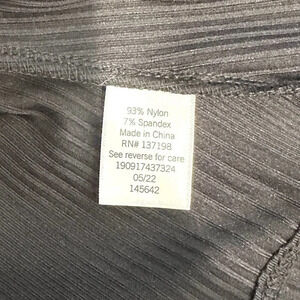 93% Nylon
7% Spandex
Made in China
RN# 137198
See reverse for care
190917437324
05/22
145642